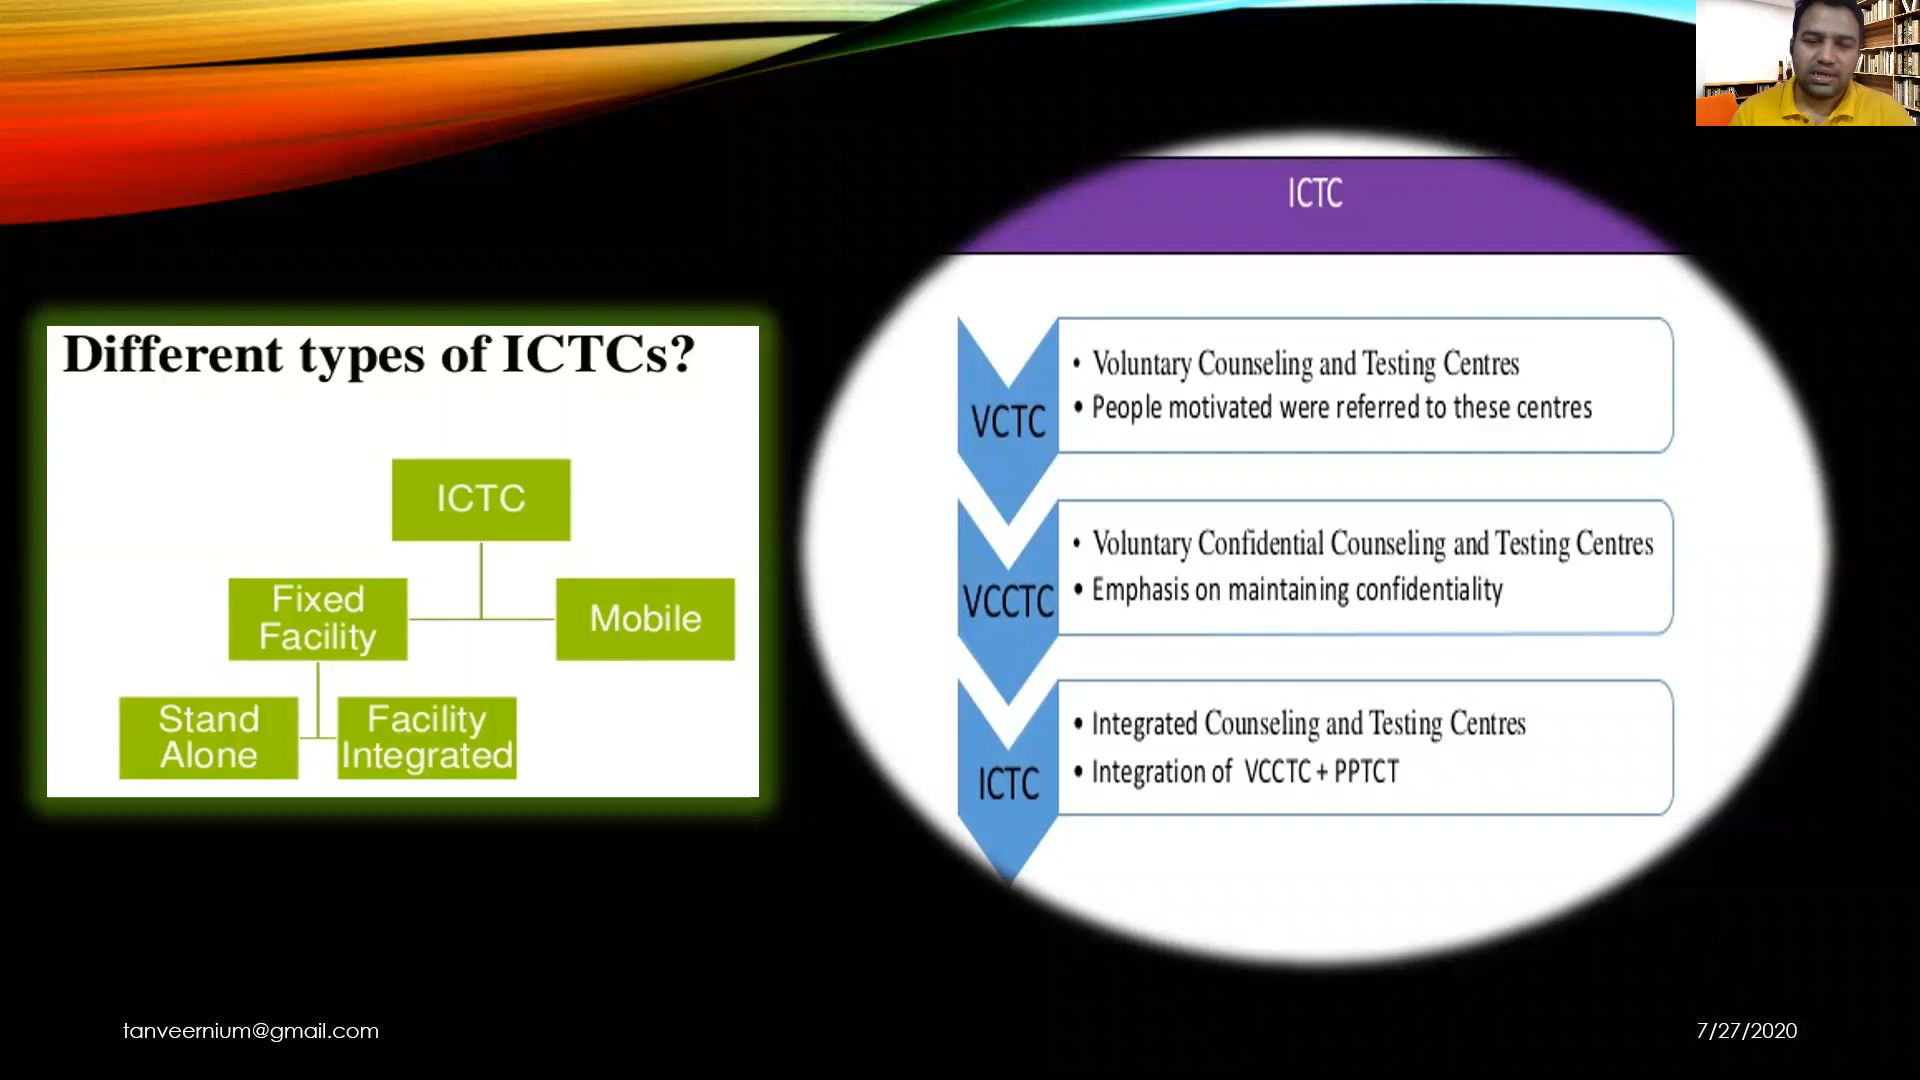 Different types of ICTCs?
ICTC
Fixed
Facility
Mobile
Stand
Alone
Facility
Integrated
ICTC
VCTC
• Voluntary Counseling and Testing Centres
• People motivated were referred to these centres
VCCTC
• Voluntary Confidential Counseling and Testing Centres
• Emphasis on maintaining confidentiality
ICTC
• Integrated Counseling and Testing Centres
• Integration of VCCTC + PPTCT
tanveernium@gmail.com
7/27/2020